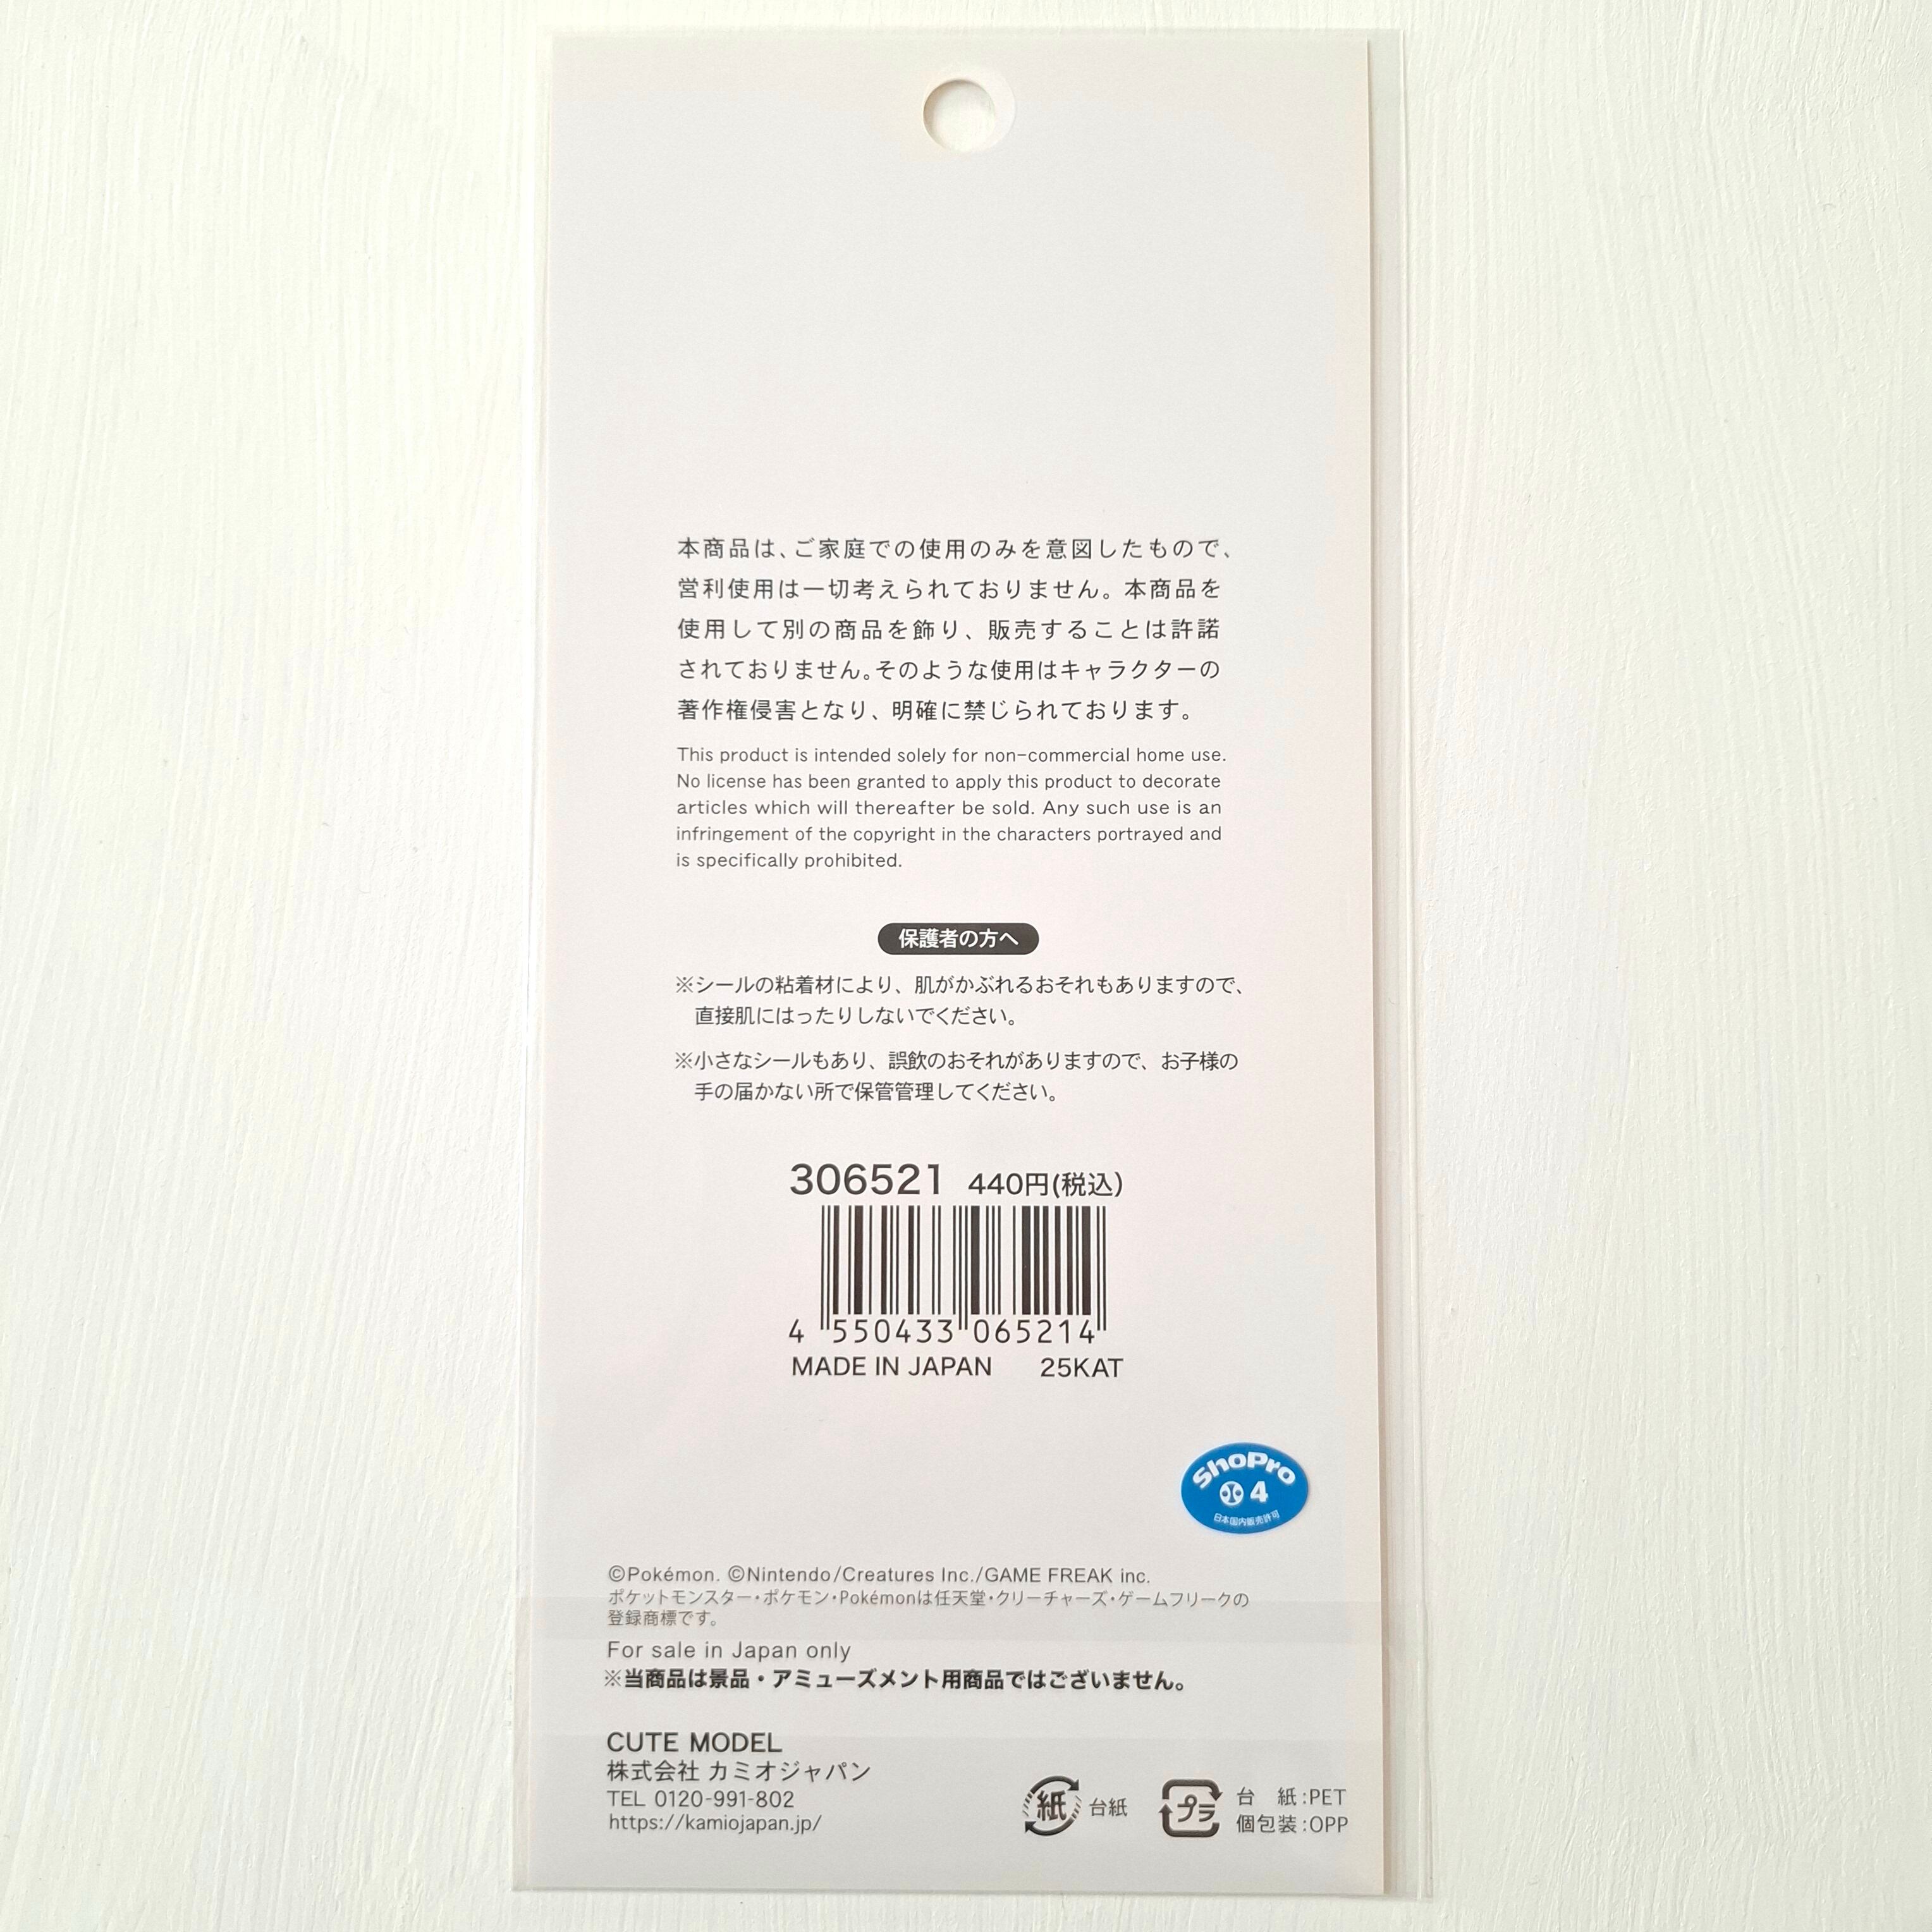 本商品は、ご家庭での使用のみを意図したもので、
営利使用は一切考えられておりません。本商品を
使用して別の商品を飾り、販売することは許諾
されておりません。そのような使用はキャラクターの
著作権侵害となり、明確に禁じられております。
This product is intended solely for non-commercial home use.
No license has been granted to apply this product to decorate
articles which will thereafter be sold. Any such use is an
infringement of the copyright in the characters portrayed and
is specifically prohibited.
保護者の方へ
※シールの粘着材により、肌がかぶれるおそれもありますので、
直接肌にはったりしないでください。
※小さなシールもあり、誤飲のおそれがありますので、お子様の
手の届かない所で保管管理してください。
306521 440円(税込)
4 550433 065214
MADE IN JAPAN 25KAT
ShoPro
4
日本国内販売許可
©Pokémon. ©Nintendo/Creatures Inc./GAME FREAK inc.
ポケットモンスター・ポケモン・Pokémonは任天堂・クリーチャーズ・ゲームフリークの
登録商標です。
For sale in Japan only
※当商品は景品・アミューズメント用商品ではございません。
CUTE MODEL
株式会社 カミオジャパン
TEL 0120-991-802
https://kamiojapan.jp/
紙 台紙
プラ 台 紙:PET
個包装:OPP